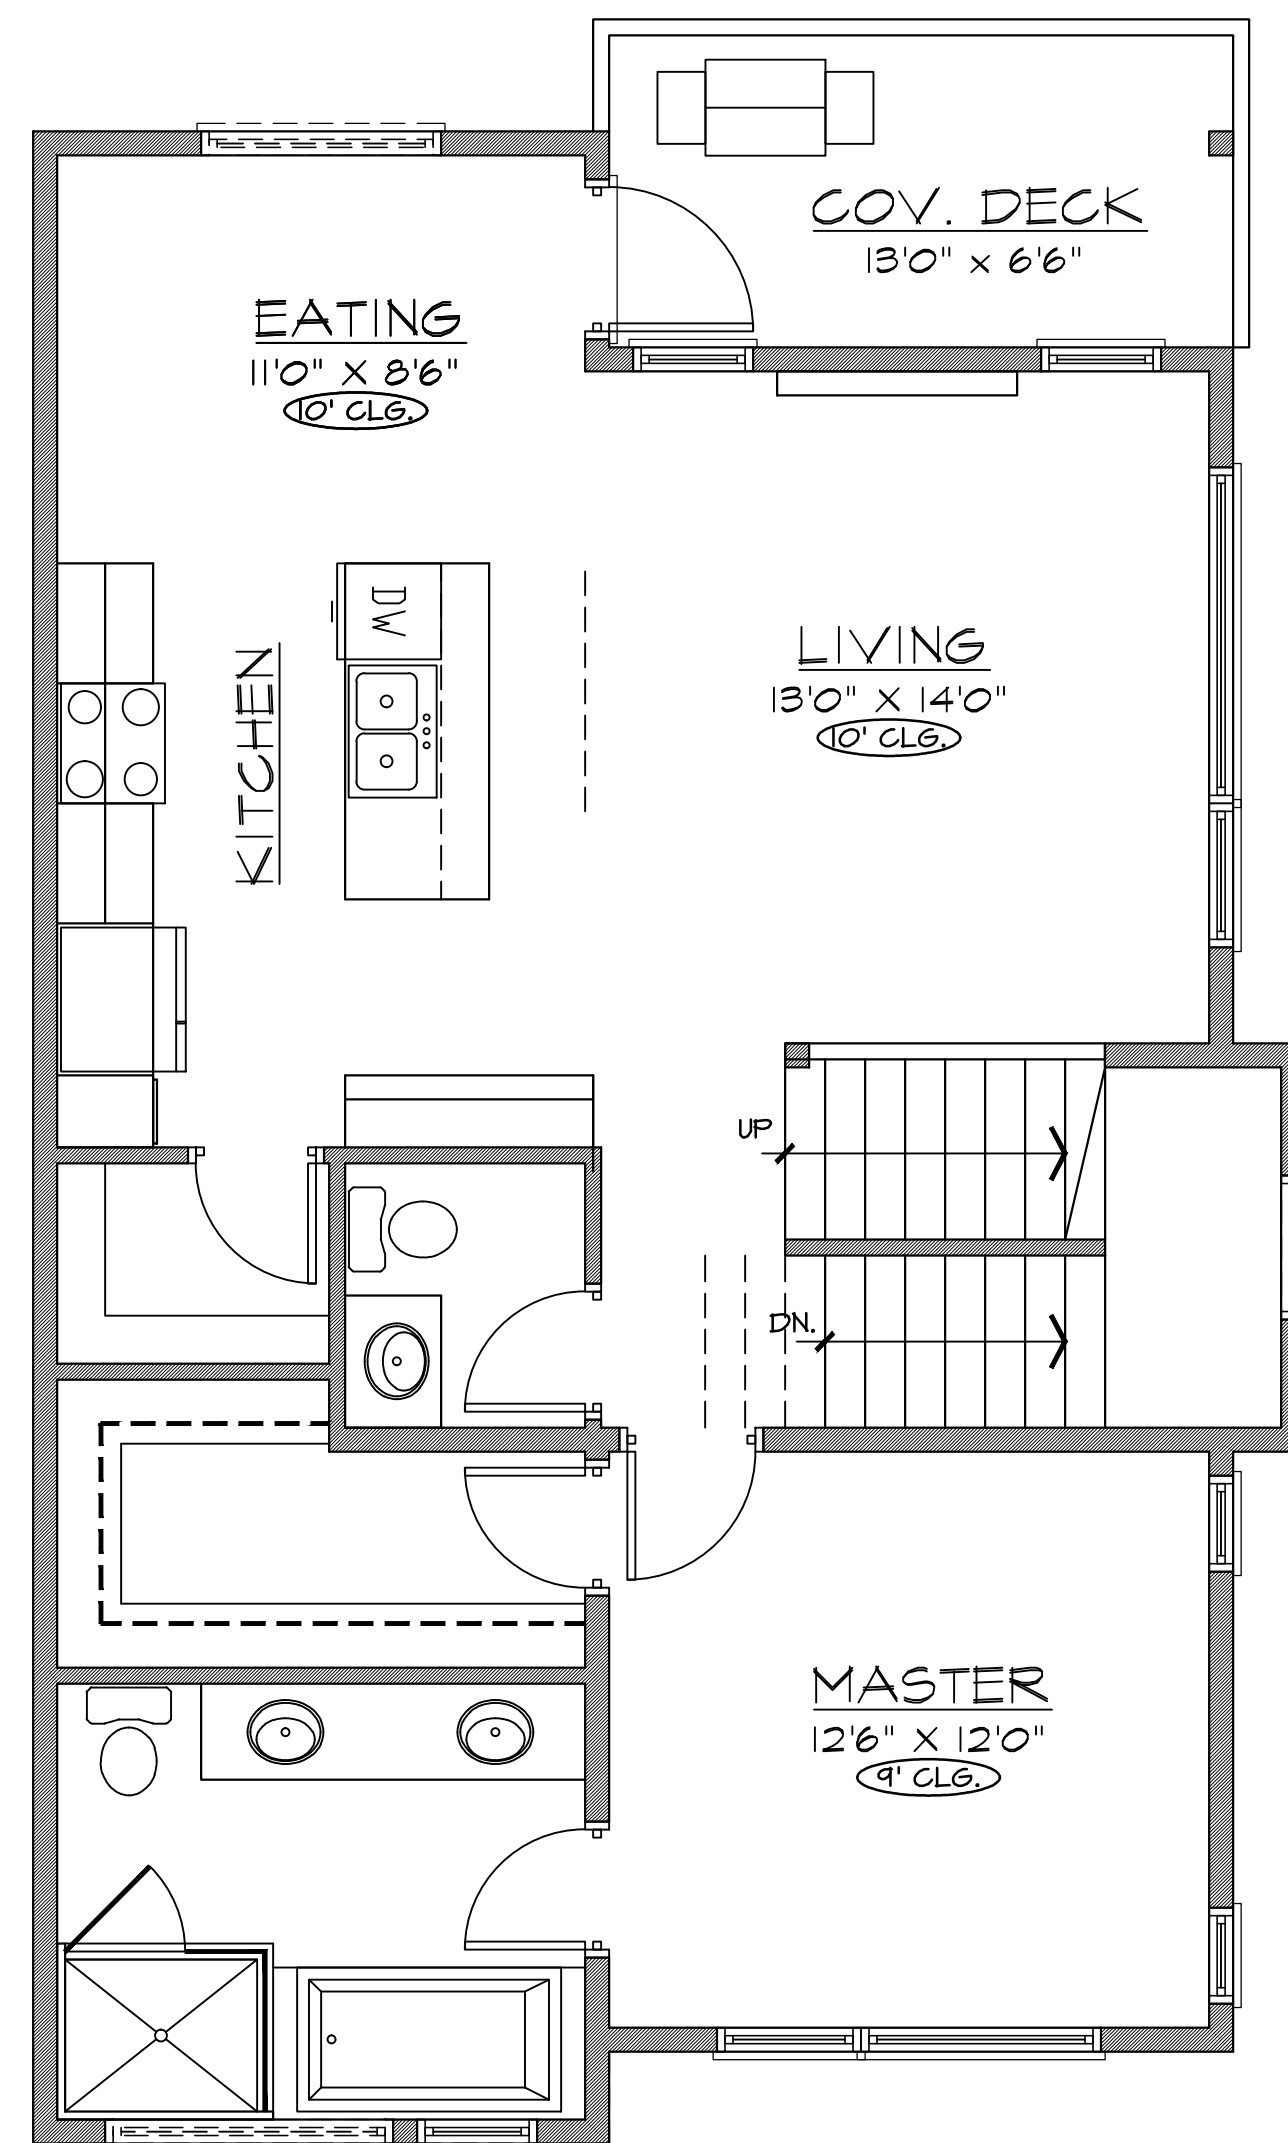 COV. DECK
13'0" x 6'6"
EATING
11'0" X 8'6"
10' CLG.
DW
KITCHEN
LIVING
13'0" X 14'0"
10' CLG.
UP
DN.
MASTER
12'6" X 12'0"
9' CLG.